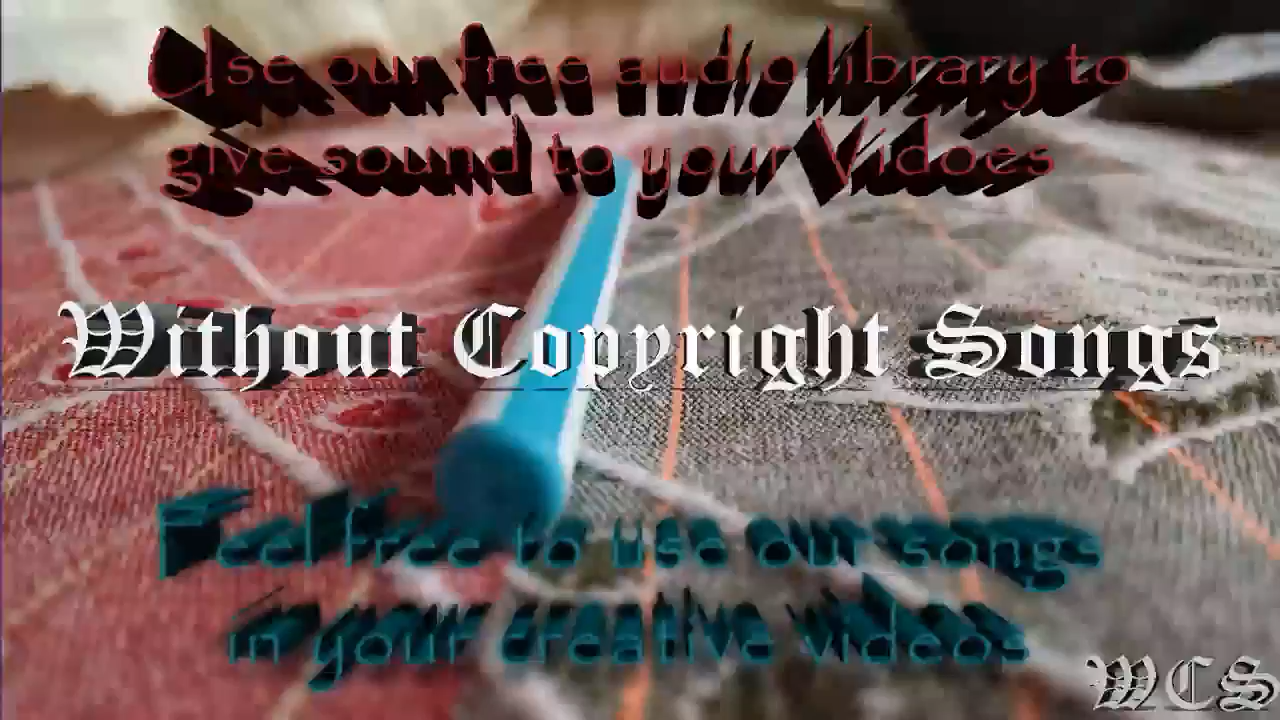 Use our free audio library to
give sound to your Vidoes
Without Copyright Songs
Feel free to use our songs
in your creative videos
WCS